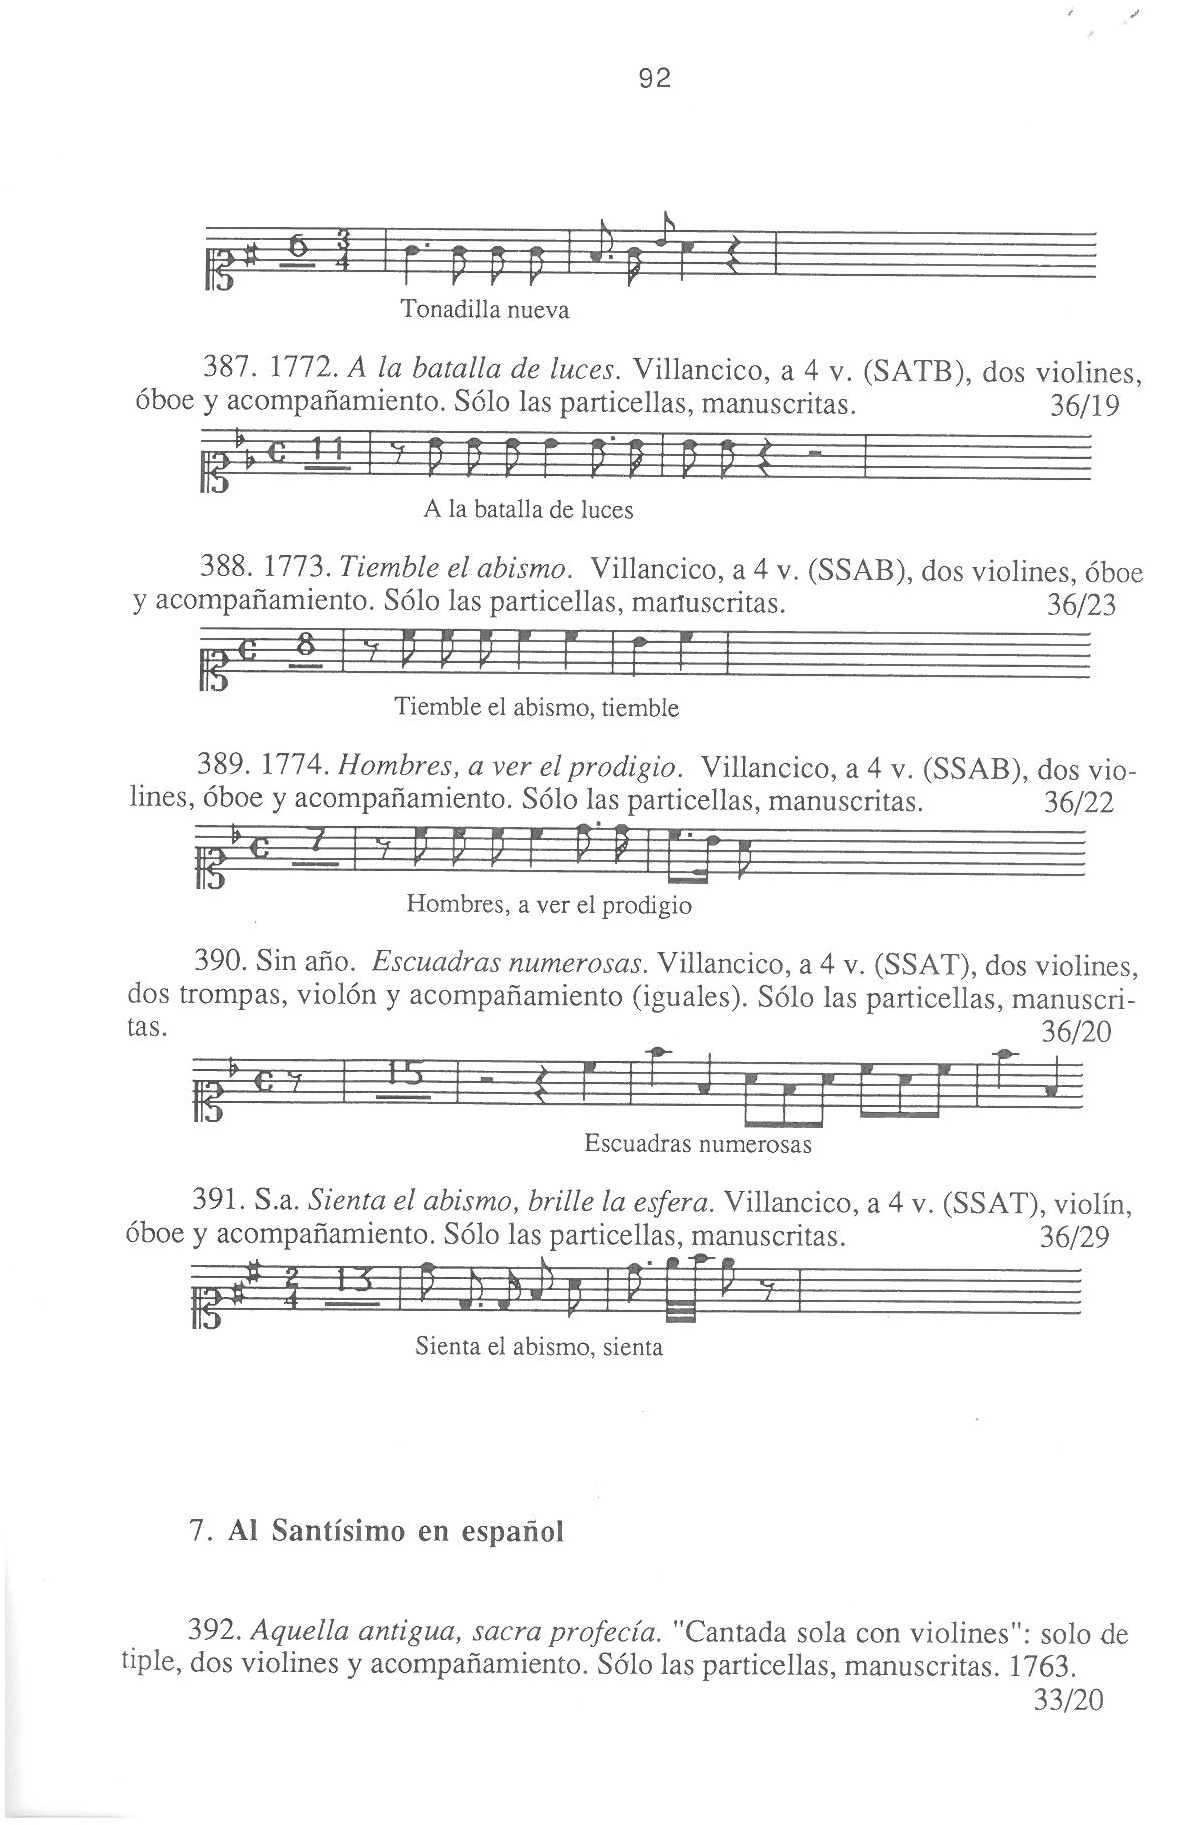 92
6 3/4
Tonadilla nueva
387. 1772. A la batalla de luces. Villancico, a 4 v. (SATB), dos violines,
óboe y acompañamiento. Sólo las particellas, manuscritas. 36/19
11
A la batalla de luces
388. 1773. Tiemble el abismo. Villancico, a 4 v. (SSAB), dos violines, óboe
y acompañamiento. Sólo las particellas, manuscritas. 36/23
8
Tiemble el abismo, tiemble
389. 1774. Hombres, a ver el prodigio. Villancico, a 4 v. (SSAB), dos vio-
lines, óboe y acompañamiento. Sólo las particellas, manuscritas. 36/22
7
Hombres, a ver el prodigio
390. Sin año. Escuadras numerosas. Villancico, a 4 v. (SSAT), dos violines,
dos trompas, violón y acompañamiento (iguales). Sólo las particellas, manuscri-
tas. 36/20
15
Escuadras numerosas
391. S.a. Sienta el abismo, brille la esfera. Villancico, a 4 v. (SSAT), violín,
óboe y acompañamiento. Sólo las particellas, manuscritas. 36/29
2/4 13
Sienta el abismo, sienta
7. Al Santísimo en español
392. Aquella antigua, sacra profecía. "Cantada sola con violines": solo de
tiple, dos violines y acompañamiento. Sólo las particellas, manuscritas. 1763.
33/20